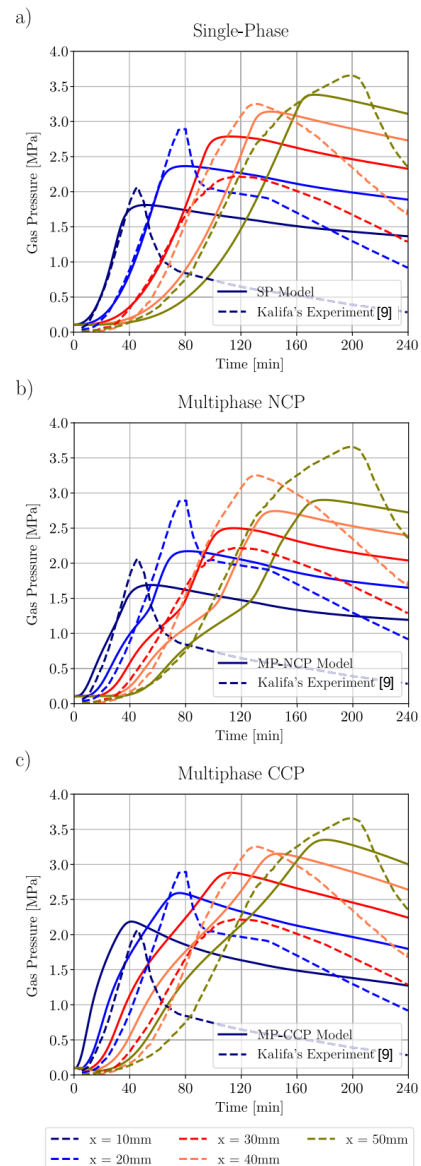 a)
Single-Phase
4.0
3.5
3.0
2.5
2.0
1.5
1.0
0.5
0.0
Gas Pressure [MPa]
SP Model
Kalifa's Experiment [9]
0 40 80 120 160 200 240
Time [min]
b)
Multiphase NCP
4.0
3.5
3.0
2.5
2.0
1.5
1.0
0.5
0.0
Gas Pressure [MPa]
MP-NCP Model
Kalifa's Experiment [9]
0 40 80 120 160 200 240
Time [min]
c)
Multiphase CCP
4.0
3.5
3.0
2.5
2.0
1.5
1.0
0.5
0.0
Gas Pressure [MPa]
MP-CCP Model
Kalifa's Experiment [9]
0 40 80 120 160 200 240
Time [min]
x = 10mm x = 30mm x = 50mm
x = 20mm x = 40mm